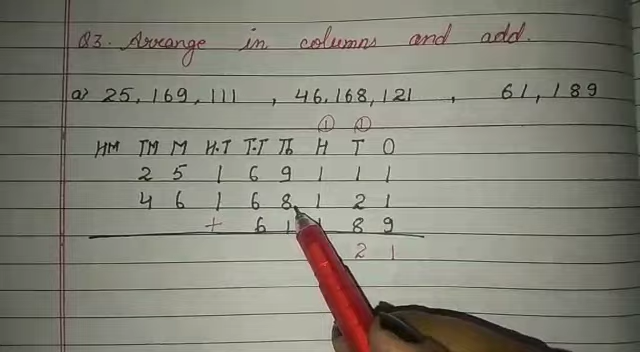 Q3. Arrange in columns and add.
a) 25,169,111 , 46,168,121 , 61,189
1 1
HM TM M H.T T.T Th H T O
2 5 1 6 9 1 1 1
4 6 1 6 8 1 2 1
+ 6 1 1 8 9
2 1